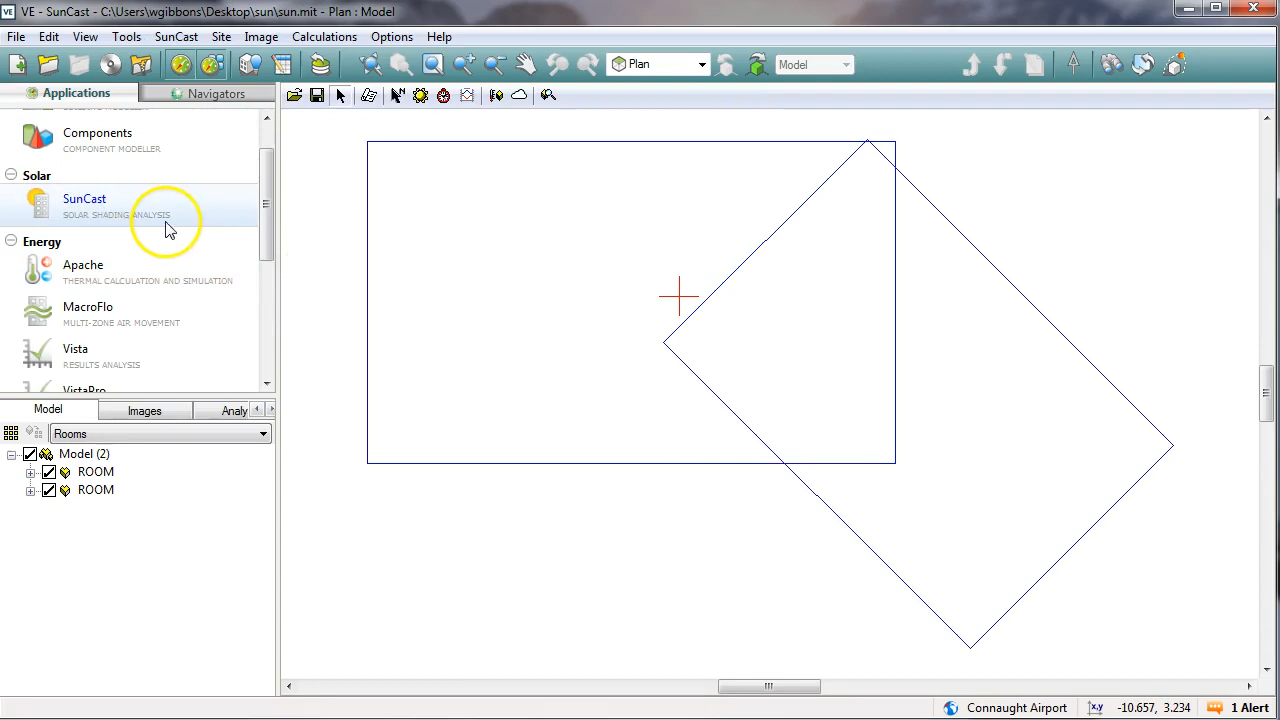 VE VE - SunCast - C:\Users\wgibbons\Desktop\sun\sun.mit - Plan : Model
File Edit View Tools SunCast Site Image Calculations Options Help
Plan Model
Applications Navigators
Components
COMPONENT MODELLER
Solar
SunCast
SOLAR SHADING ANALYSIS
Energy
Apache
THERMAL CALCULATION AND SIMULATION
MacroFlo
MULTI-ZONE AIR MOVEMENT
Vista
RESULTS ANALYSIS
VistaPro
Model Images Analy
Rooms
Model (2)
ROOM
ROOM
Connaught Airport x,y -10.657, 3.234 1 Alert